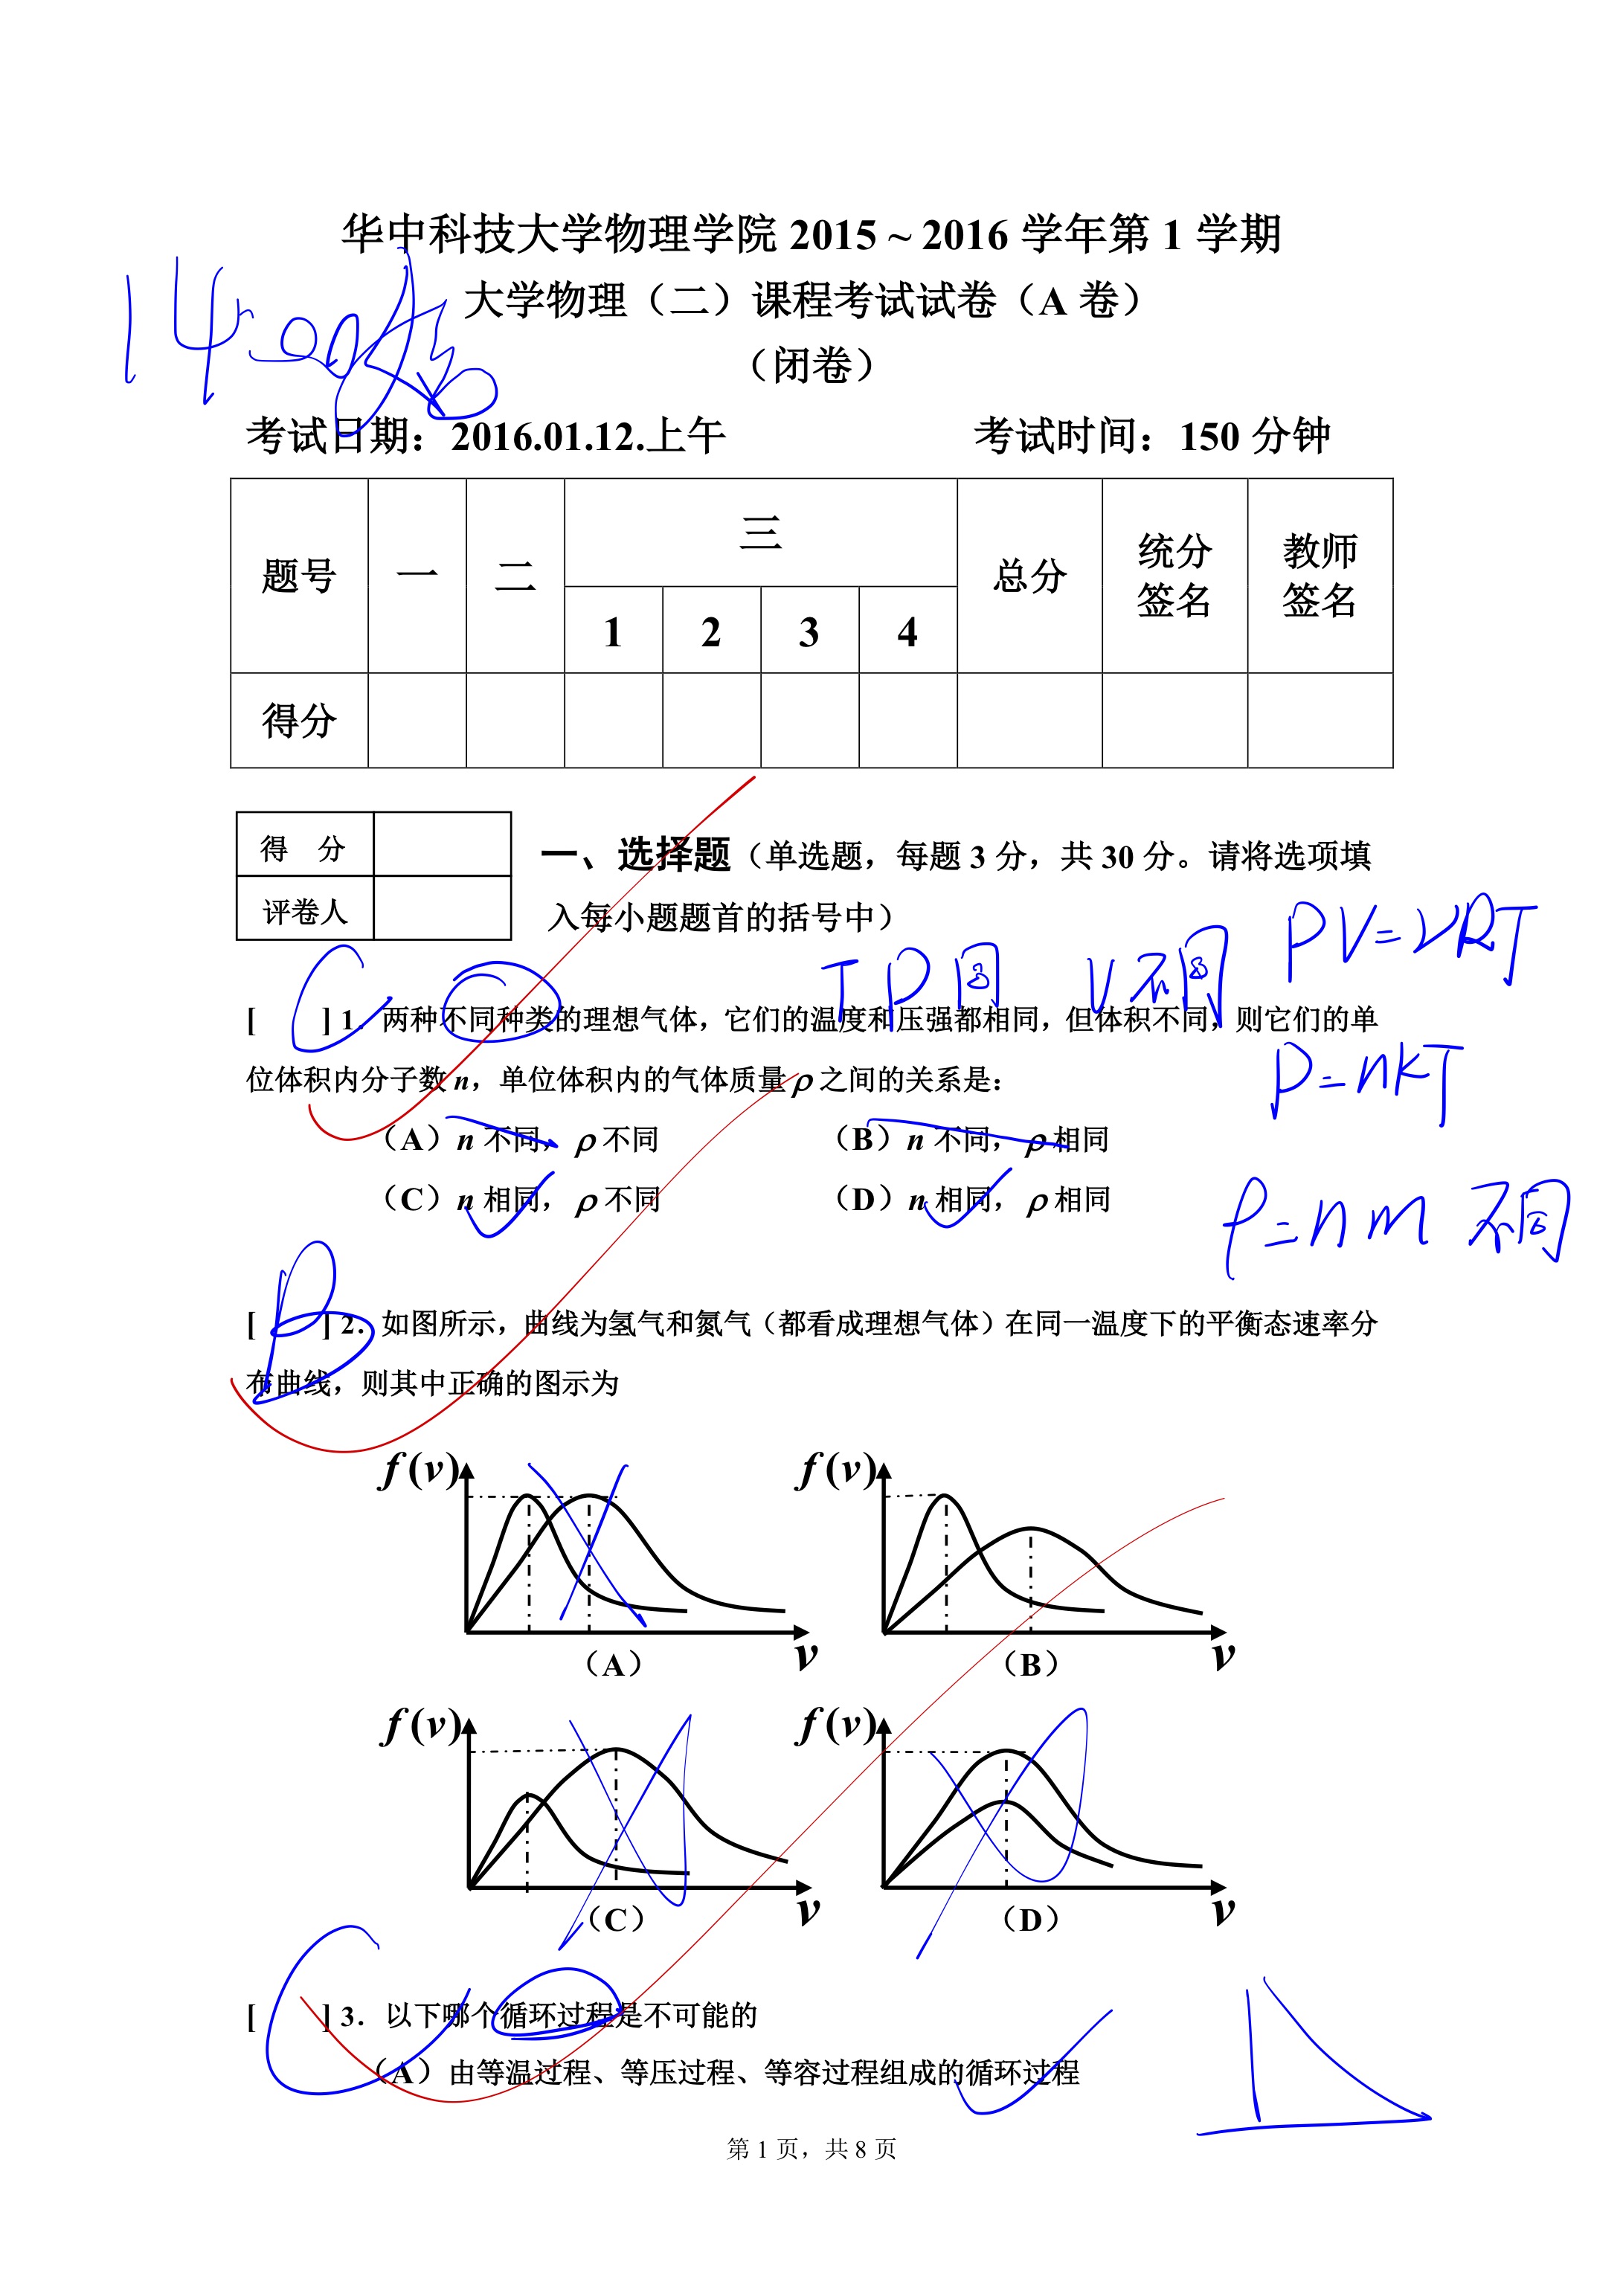 华中科技大学物理学院 2015 ~ 2016 学年第 1 学期
大学物理（二）课程考试试卷（A 卷）
（闭卷）
14
考试日期：2016.01.12.上午 考试时间：150 分钟
题号 一 二 三 总分 统分签名 教师签名
1 2 3 4
得分
得 分
评卷人
一、选择题（单选题，每题 3 分，共 30 分。请将选项填
入每小题题首的括号中）
PV=νRT
T P 同 V 不同
[ C ] 1. 两种不同种类的理想气体，它们的温度和压强都相同，但体积不同，则它们的单
位体积内分子数 n，单位体积内的气体质量 ρ 之间的关系是：
P=nkT
（A）n 不同， ρ 不同 （B）n 不同， ρ 相同
（C）n 相同， ρ 不同 （D）n 相同， ρ 相同
ρ=nm 不同
[ B ] 2. 如图所示，曲线为氢气和氮气（都看成理想气体）在同一温度下的平衡态速率分
布曲线，则其中正确的图示为
f (v) f (v)
v v
（A） （B）
f (v) f (v)
v v
（C） （D）
[ C ] 3. 以下哪个循环过程是不可能的
（A）由等温过程、等压过程、等容过程组成的循环过程
第 1 页，共 8 页